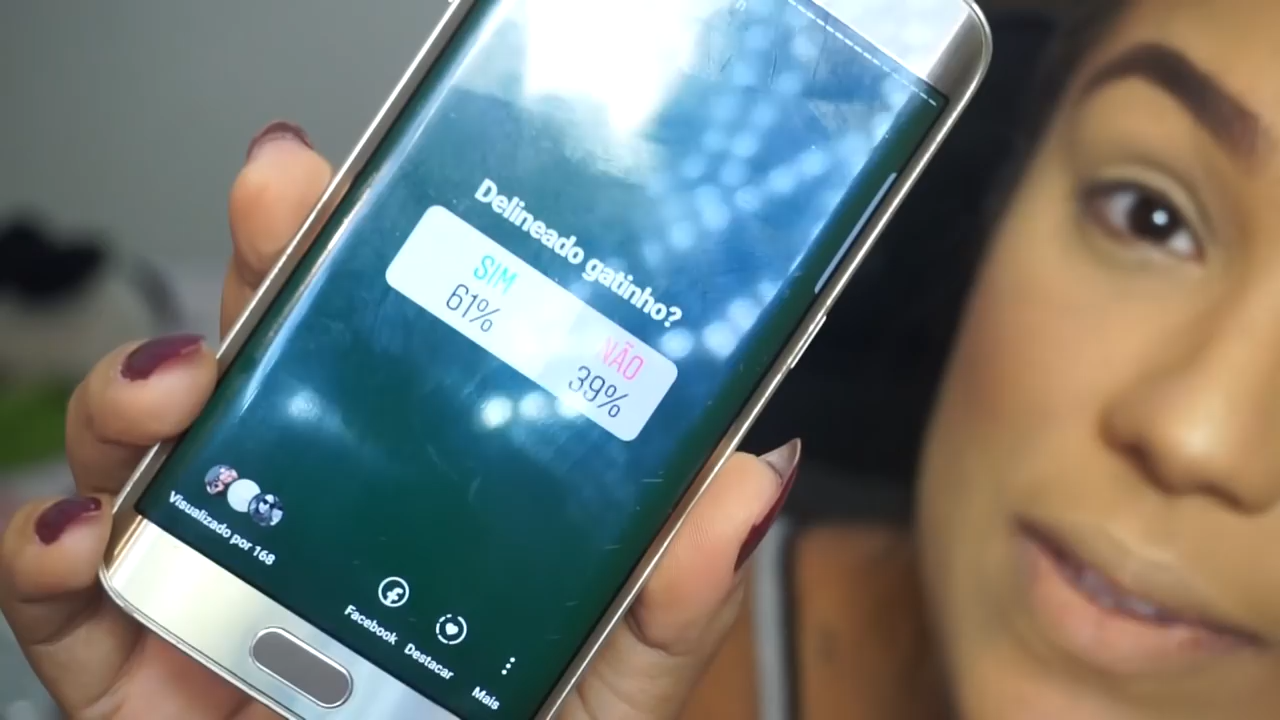 Delineado gatinho?
SIM NÃO
61% 39%
Visualizado por 168
Facebook Destacar Mais